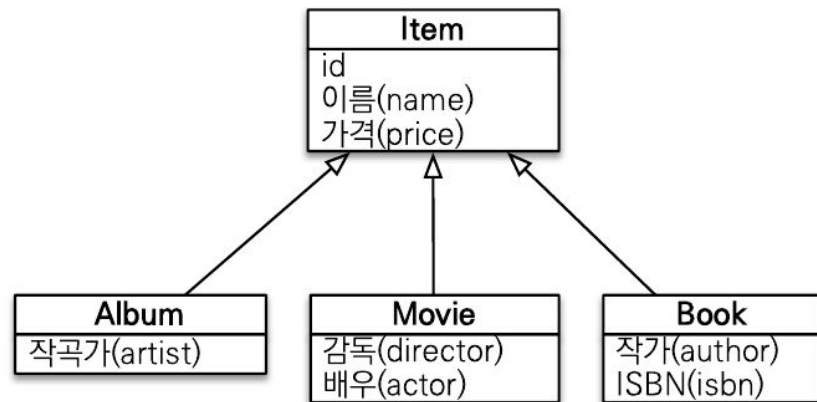 Item
id
이름(name)
가격(price)
Album
작곡가(artist)
Movie
감독(director)
배우(actor)
Book
작가(author)
ISBN(isbn)